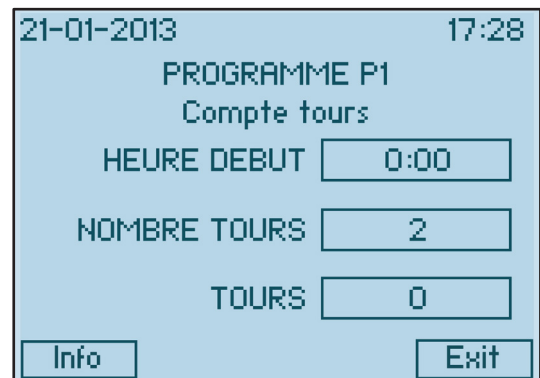 21-01-2013 17:28
PROGRAMME P1
Compte tours
HEURE DEBUT 0:00
NOMBRE TOURS 2
TOURS 0
Info Exit